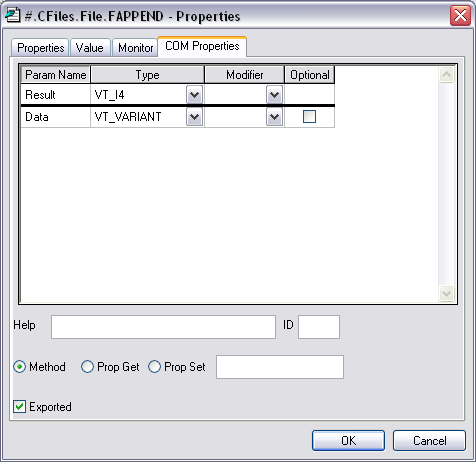 #.CFiles.File.FAPPEND - Properties
Properties Value Monitor COM Properties
Param Name Type Modifier Optional
Result VT_I4
Data VT_VARIANT
Help ID
Method Prop Get Prop Set
Exported
OK Cancel